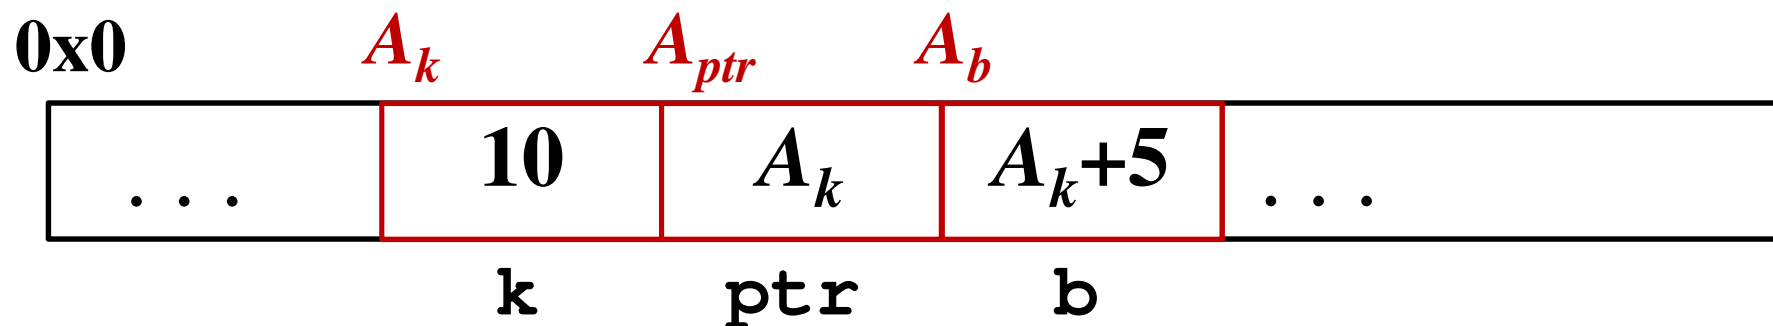 0x0 A_k A_ptr A_b
. . . 10 A_k A_k+5 . . .
k ptr b